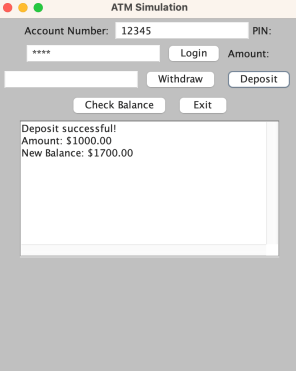 ATM Simulation
Account Number: 12345 PIN:
**** Login Amount:
Withdraw Deposit
Check Balance Exit
Deposit successful!
Amount: $1000.00
New Balance: $1700.00